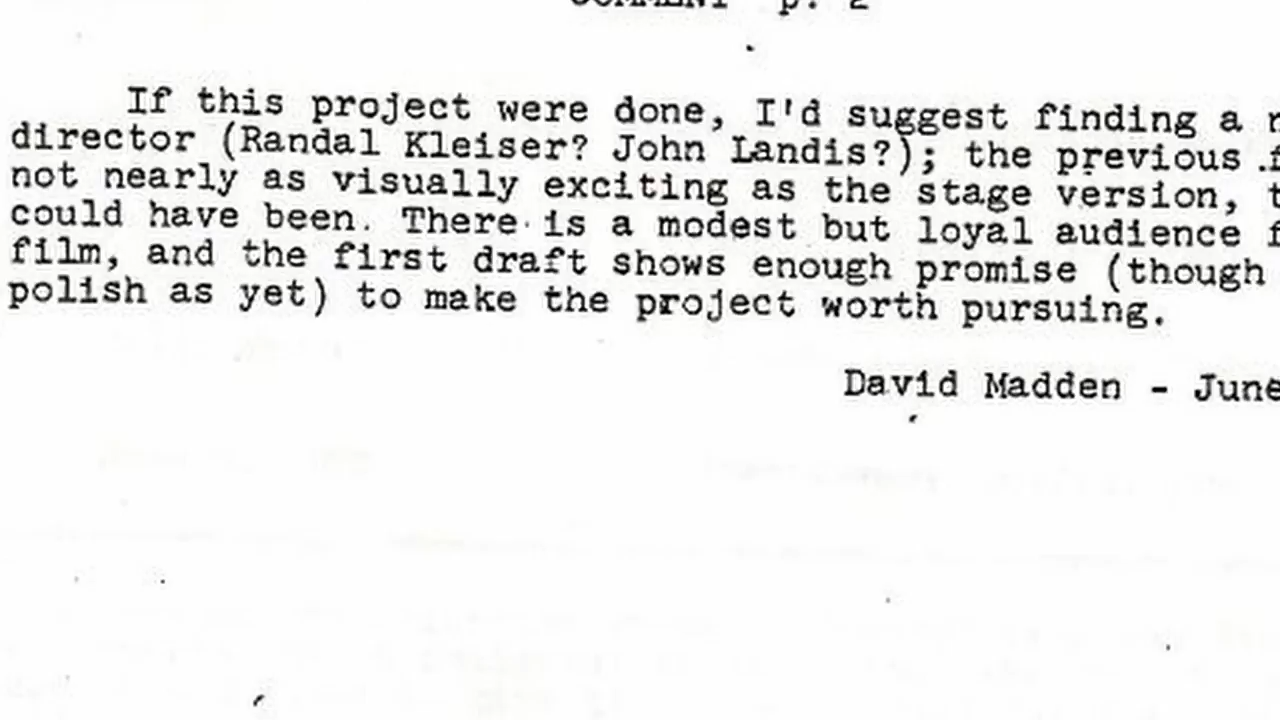 COMMENT p. 2
If this project were done, I'd suggest finding a
director (Randal Kleiser? John Landis?); the previous
not nearly as visually exciting as the stage version,
could have been. There is a modest but loyal audience
film, and the first draft shows enough promise (though
polish as yet) to make the project worth pursuing.
David Madden - June